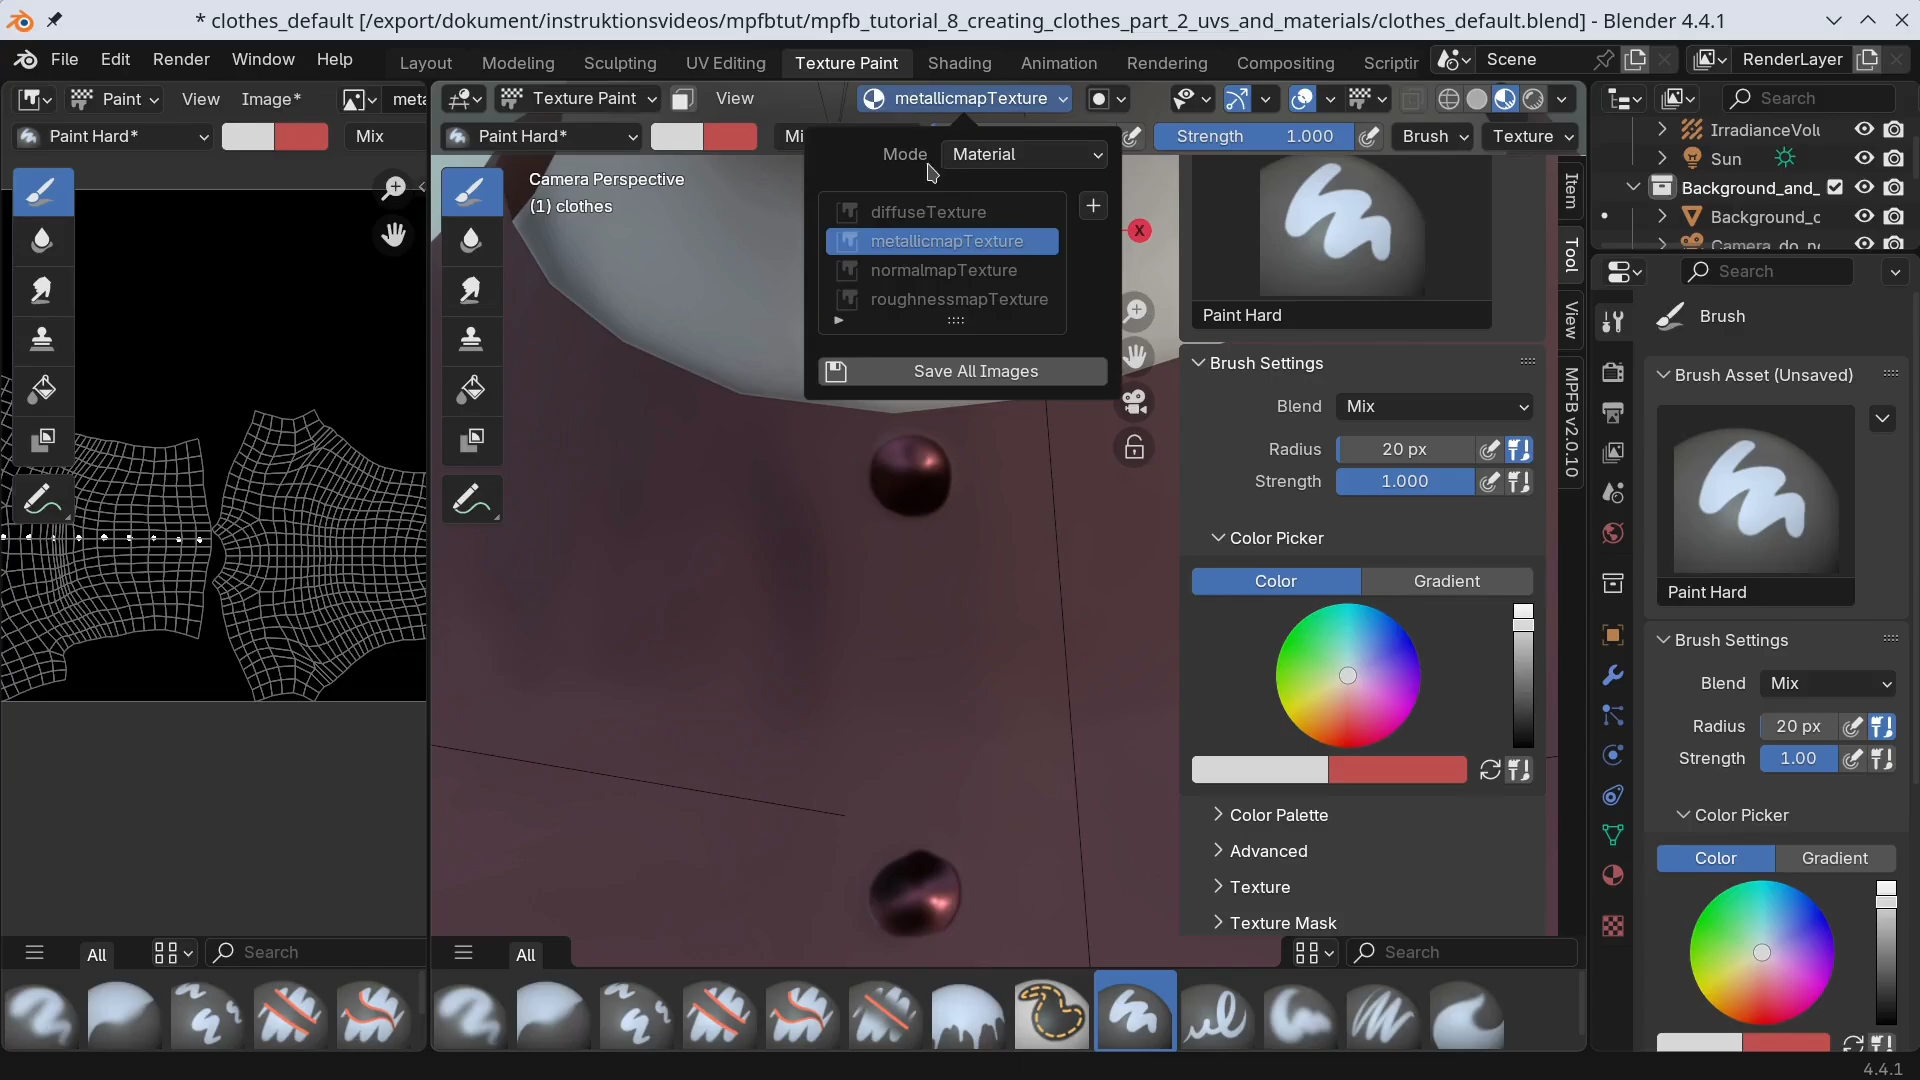 * clothes_default [/export/dokument/instruktionsvideos/mpfbtut/mpfb_tutorial_8_creating_clothes_part_2_uvs_and_materials/clothes_default.blend] - Blender 4.4.1
File Edit Render Window Help Layout Modeling Sculpting UV Editing Texture Paint Shading Animation Rendering Compositing Scriptir Scene RenderLayer
Paint View Image* meta Texture Paint View metallicmapTexture Search
Paint Hard* Mix Paint Hard* Mi Strength 1.000 Brush Texture IrradianceVolu
Mode Material
Sun
Camera Perspective
(1) clothes
Background_and_
diffuseTexture
metallicmapTexture
normalmapTexture
roughnessmapTexture
Save All Images
X
Item
Tool
View
MPFB v2.0.10
Background_c
Camera_do_no
Search
Paint Hard
Brush Settings
Blend Mix
Radius 20 px
Strength 1.000
Color Picker
Color Gradient
Color Palette
Advanced
Texture
Texture Mask
Brush
Brush Asset (Unsaved)
Paint Hard
Brush Settings
Blend Mix
Radius 20 px
Strength 1.00
Color Picker
Color Gradient
All Search
All Search
4.4.1